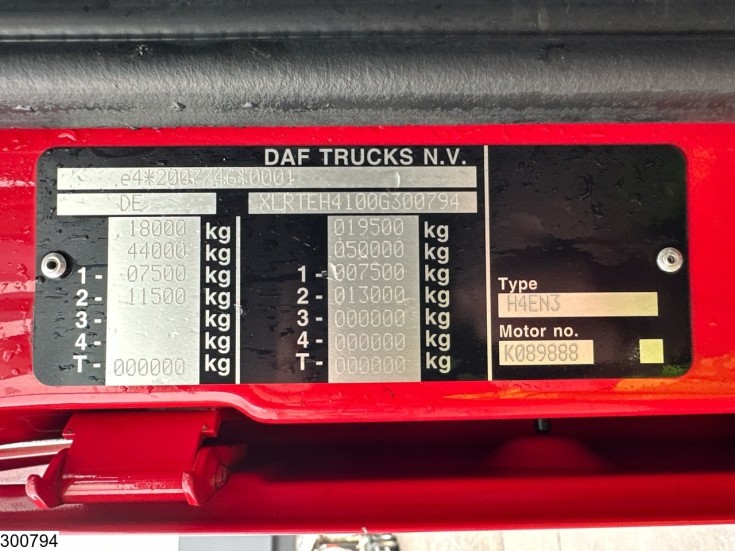 DAF TRUCKS N.V.
e4*2007/46*0001
DE XLRTEH4100G300794
18000 kg 019500 kg
44000 kg 050000 kg
1- 07500 kg 1- 007500 kg
2- 11500 kg 2- 013000 kg
3- kg 3- 000000 kg
4- kg 4- 000000 kg
T- 000000 kg T- 000000 kg
Type
H4EN3
Motor no.
K089888
300794